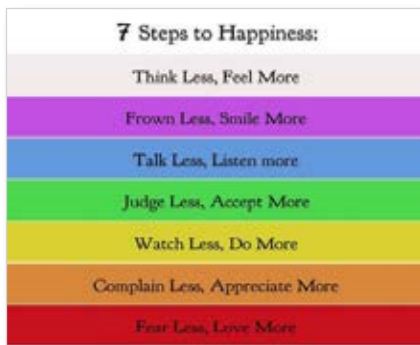 7 Steps to Happiness:
Think Less, Feel More
Frown Less, Smile More
Talk Less, Listen more
Judge Less, Accept More
Watch Less, Do More
Complain Less, Appreciate More
Fear Less, Love More